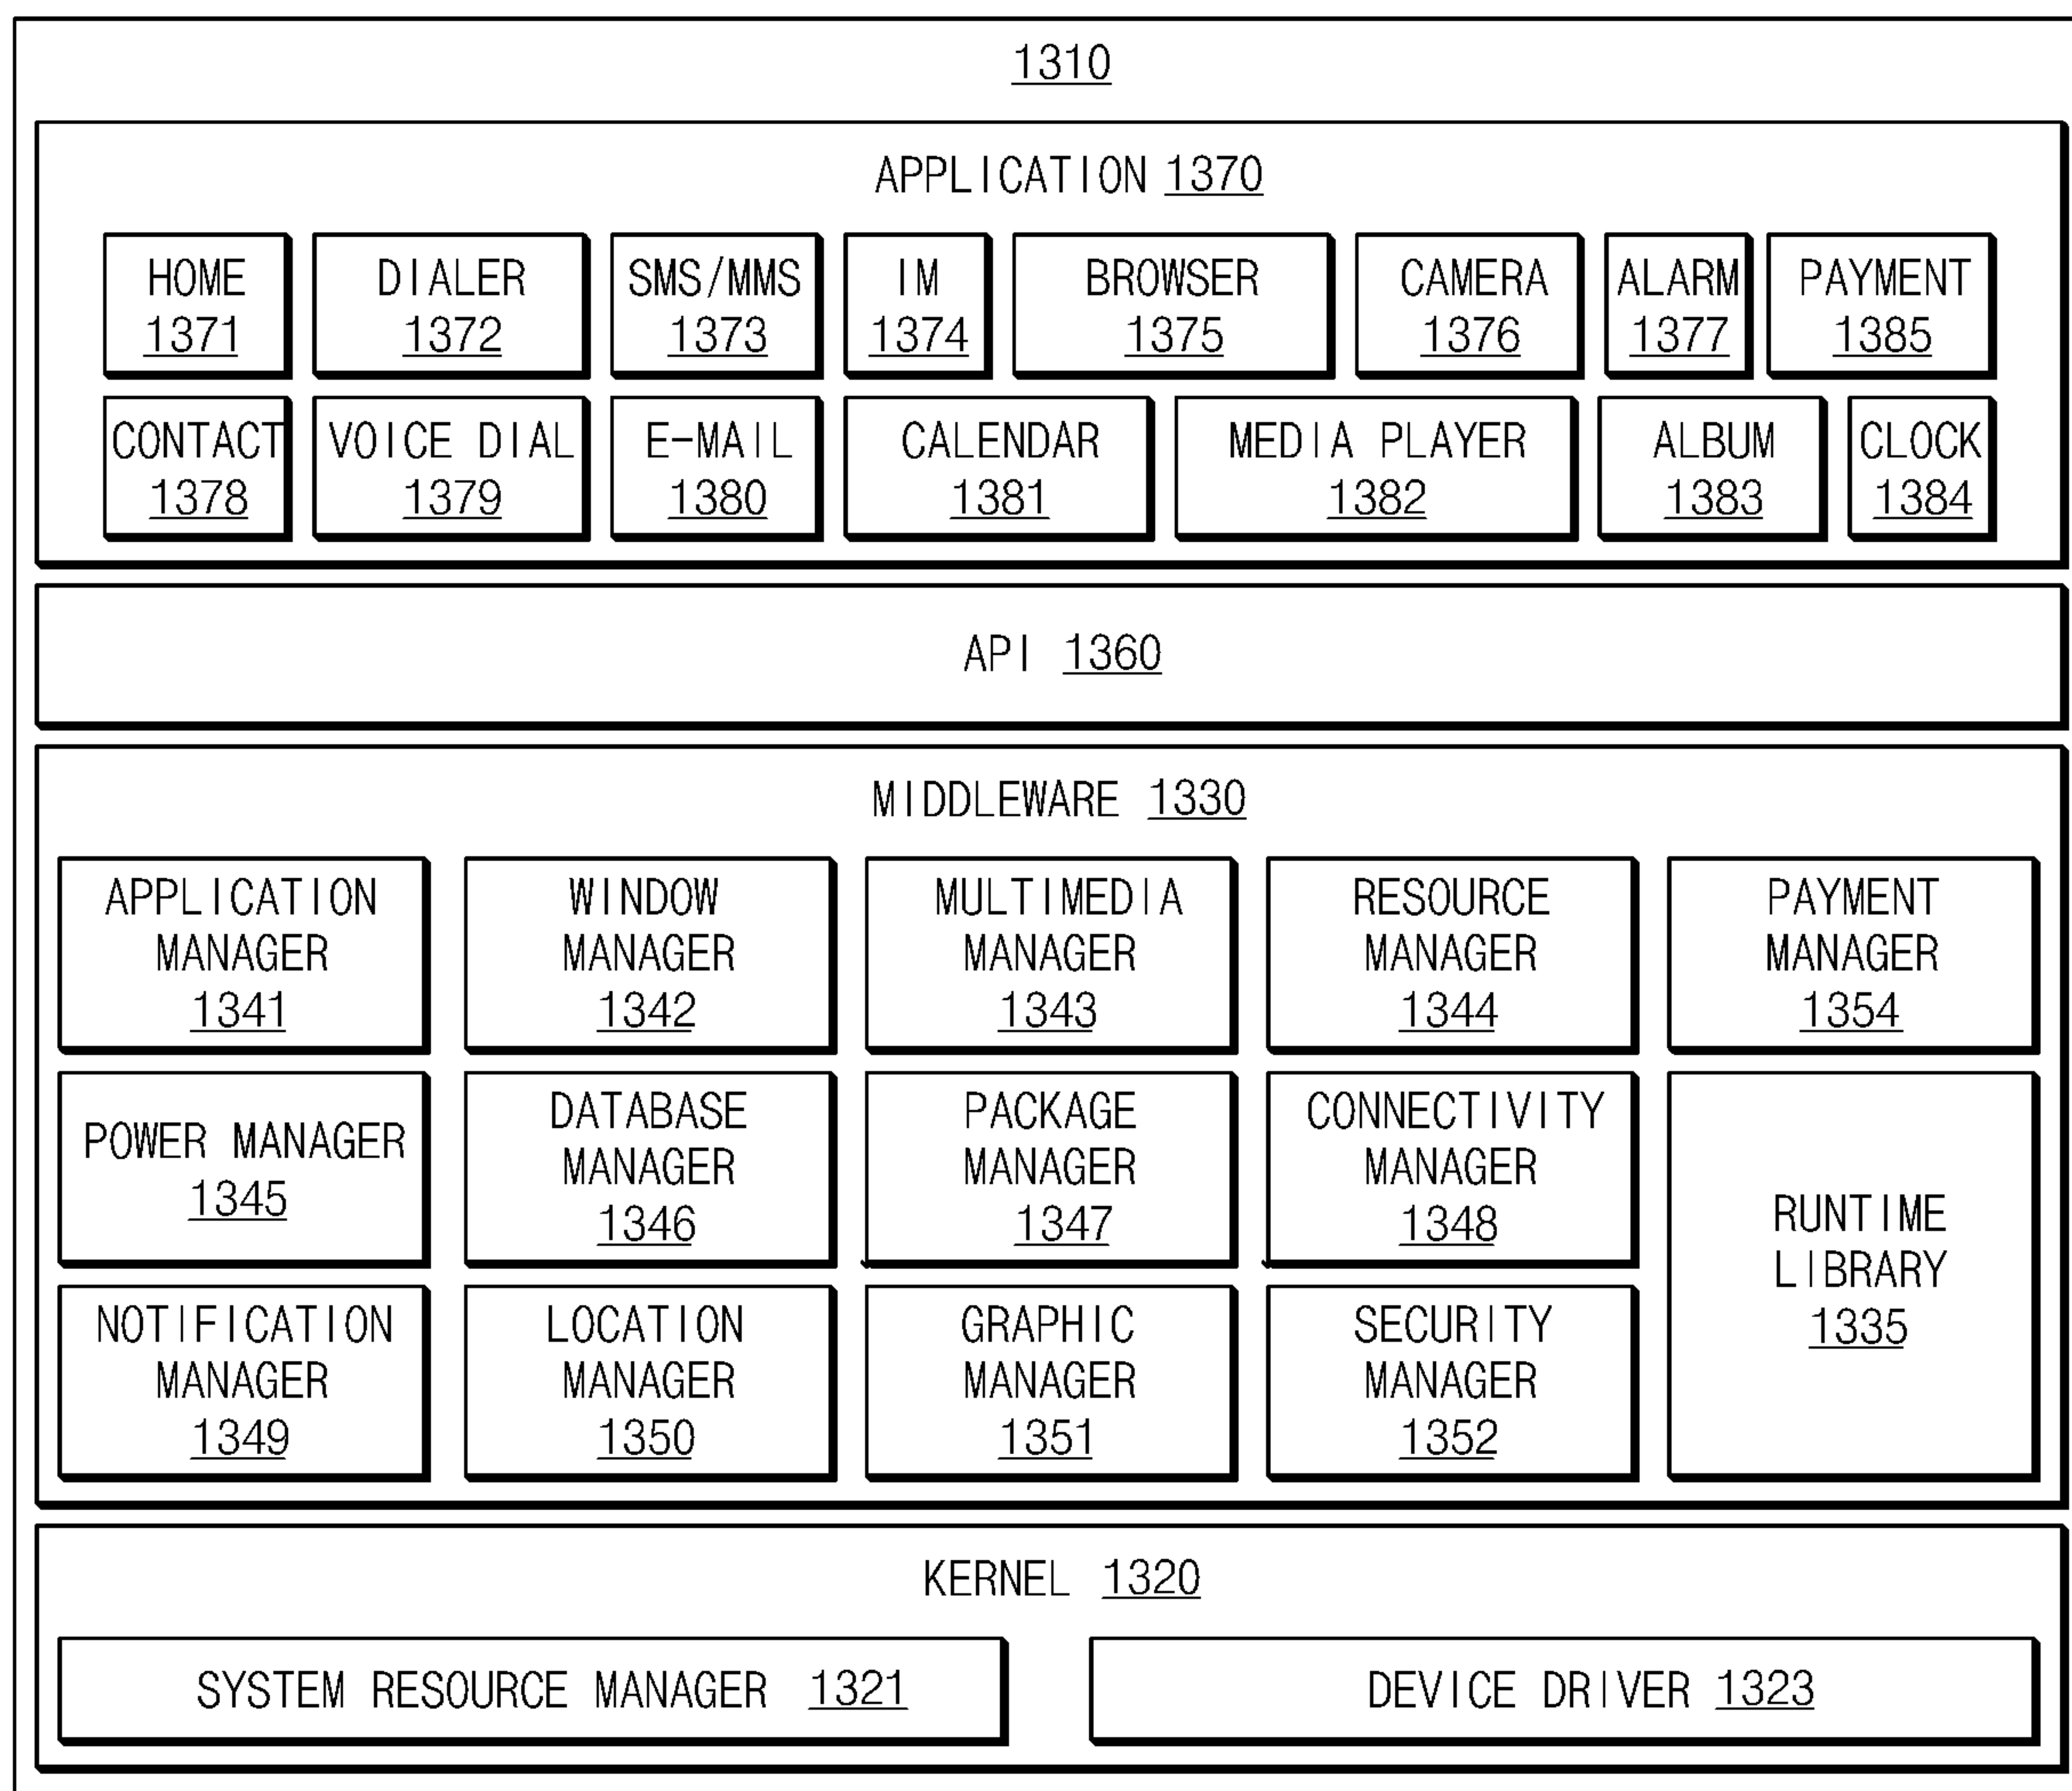 1310
APPLICATION 1370
HOME
1371
DIALER
1372
SMS/MMS
1373
IM
1374
BROWSER
1375
CAMERA
1376
ALARM
1377
PAYMENT
1385
CONTACT
1378
VOICE DIAL
1379
E-MAIL
1380
CALENDAR
1381
MEDIA PLAYER
1382
ALBUM
1383
CLOCK
1384
API 1360
MIDDLEWARE 1330
APPLICATION
MANAGER
1341
WINDOW
MANAGER
1342
MULTIMEDIA
MANAGER
1343
RESOURCE
MANAGER
1344
PAYMENT
MANAGER
1354
POWER MANAGER
1345
DATABASE
MANAGER
1346
PACKAGE
MANAGER
1347
CONNECTIVITY
MANAGER
1348
RUNTIME
LIBRARY
1335
NOTIFICATION
MANAGER
1349
LOCATION
MANAGER
1350
GRAPHIC
MANAGER
1351
SECURITY
MANAGER
1352
KERNEL 1320
SYSTEM RESOURCE MANAGER 1321
DEVICE DRIVER 1323